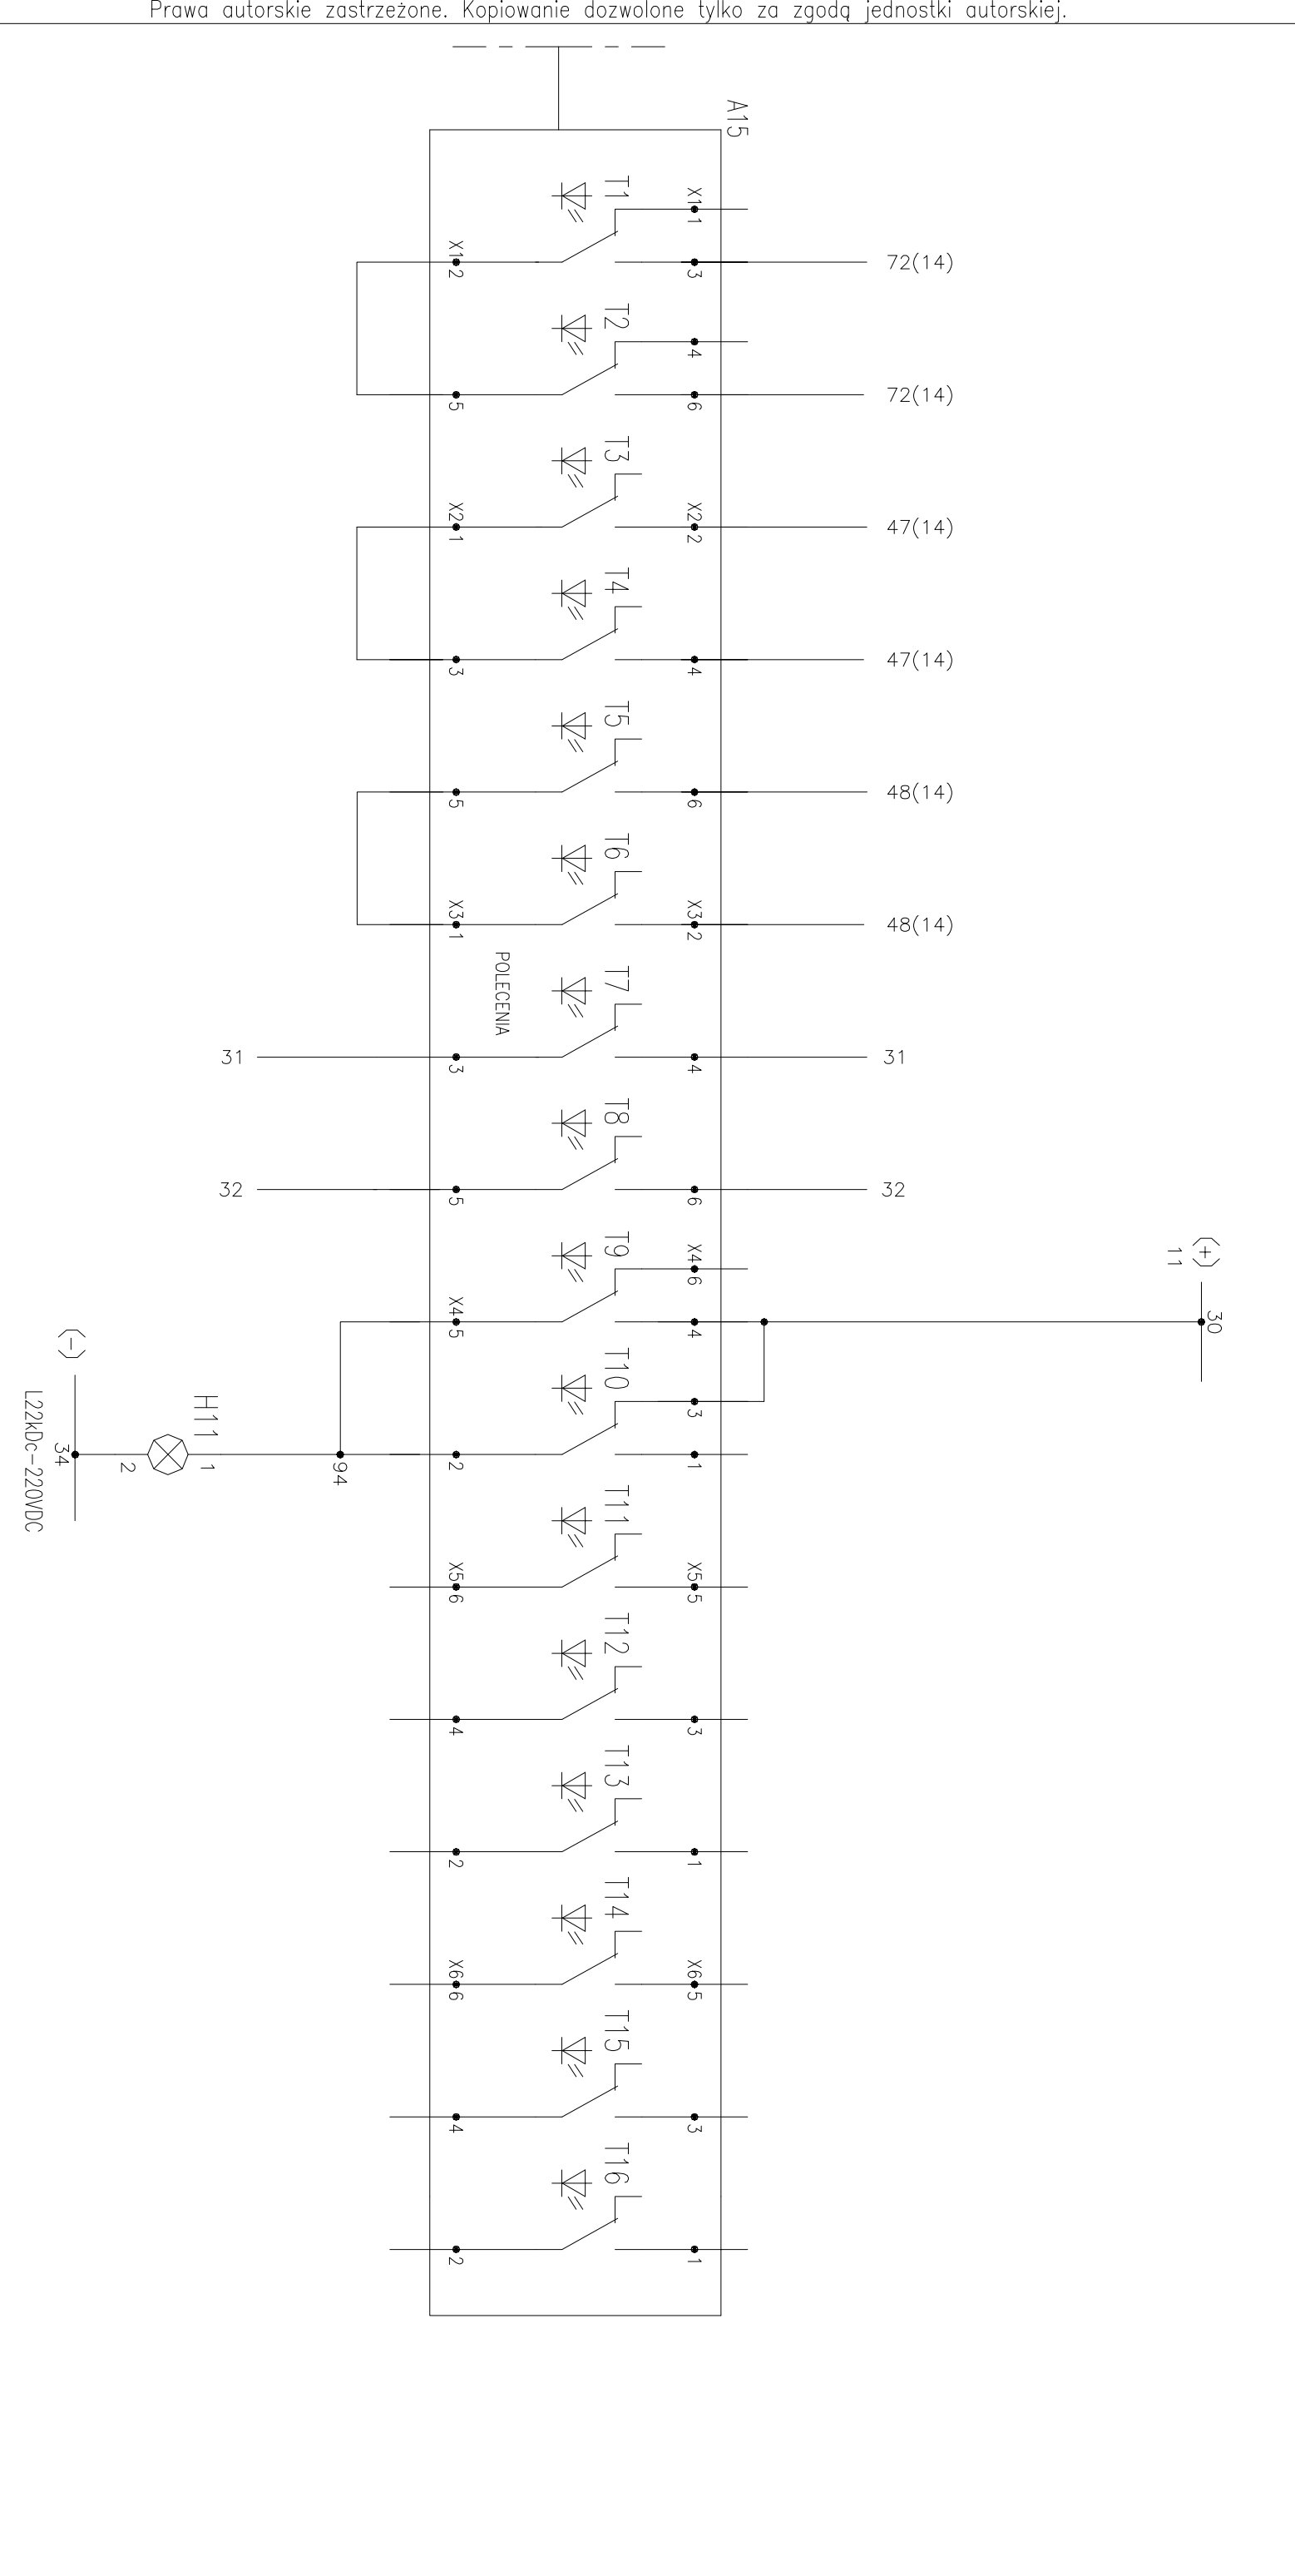 Prawa autorskie zastrzeżone. Kopiowanie dozwolone tylko za zgodą jednostki autorskiej.
A15
T1
X1 1
X1 2
3
72(14)
T2
4
5
6
72(14)
T3
X2 1
X2 2
47(14)
T4
3
4
47(14)
T5
5
6
48(14)
T6
X3 1
X3 2
48(14)
POLECENIA
T7
31
3
4
31
T8
32
5
6
32
T9
X4 6
X4 5
4
(+)
11
30
T10
3
2
1
94
H11
1
2
(-)
34
L22kDc-220VDC
T11
X5 6
X5 5
T12
4
3
T13
2
1
T14
X6 6
X6 5
T15
4
3
T16
2
1